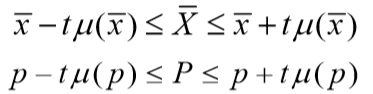 x̅ − tμ(x̅) ≤ X̅ ≤ x̅ + tμ(x̅)
p − tμ(p) ≤ P ≤ p + tμ(p)